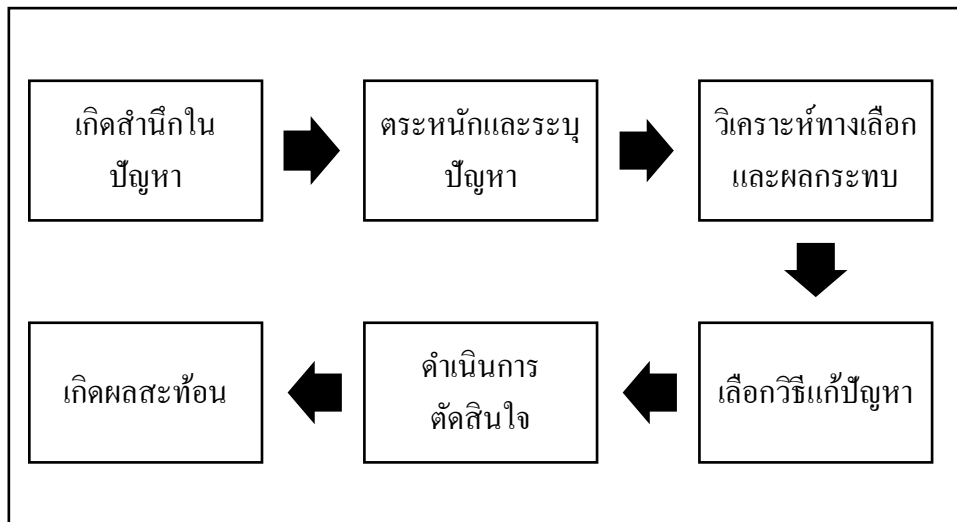 เกิดสำนึกใน
ปัญหา
ตระหนักและระบุ
ปัญหา
วิเคราะห์ทางเลือก
และผลกระทบ
เลือกวิธีแก้ปัญหา
ดำเนินการ
ตัดสินใจ
เกิดผลสะท้อน